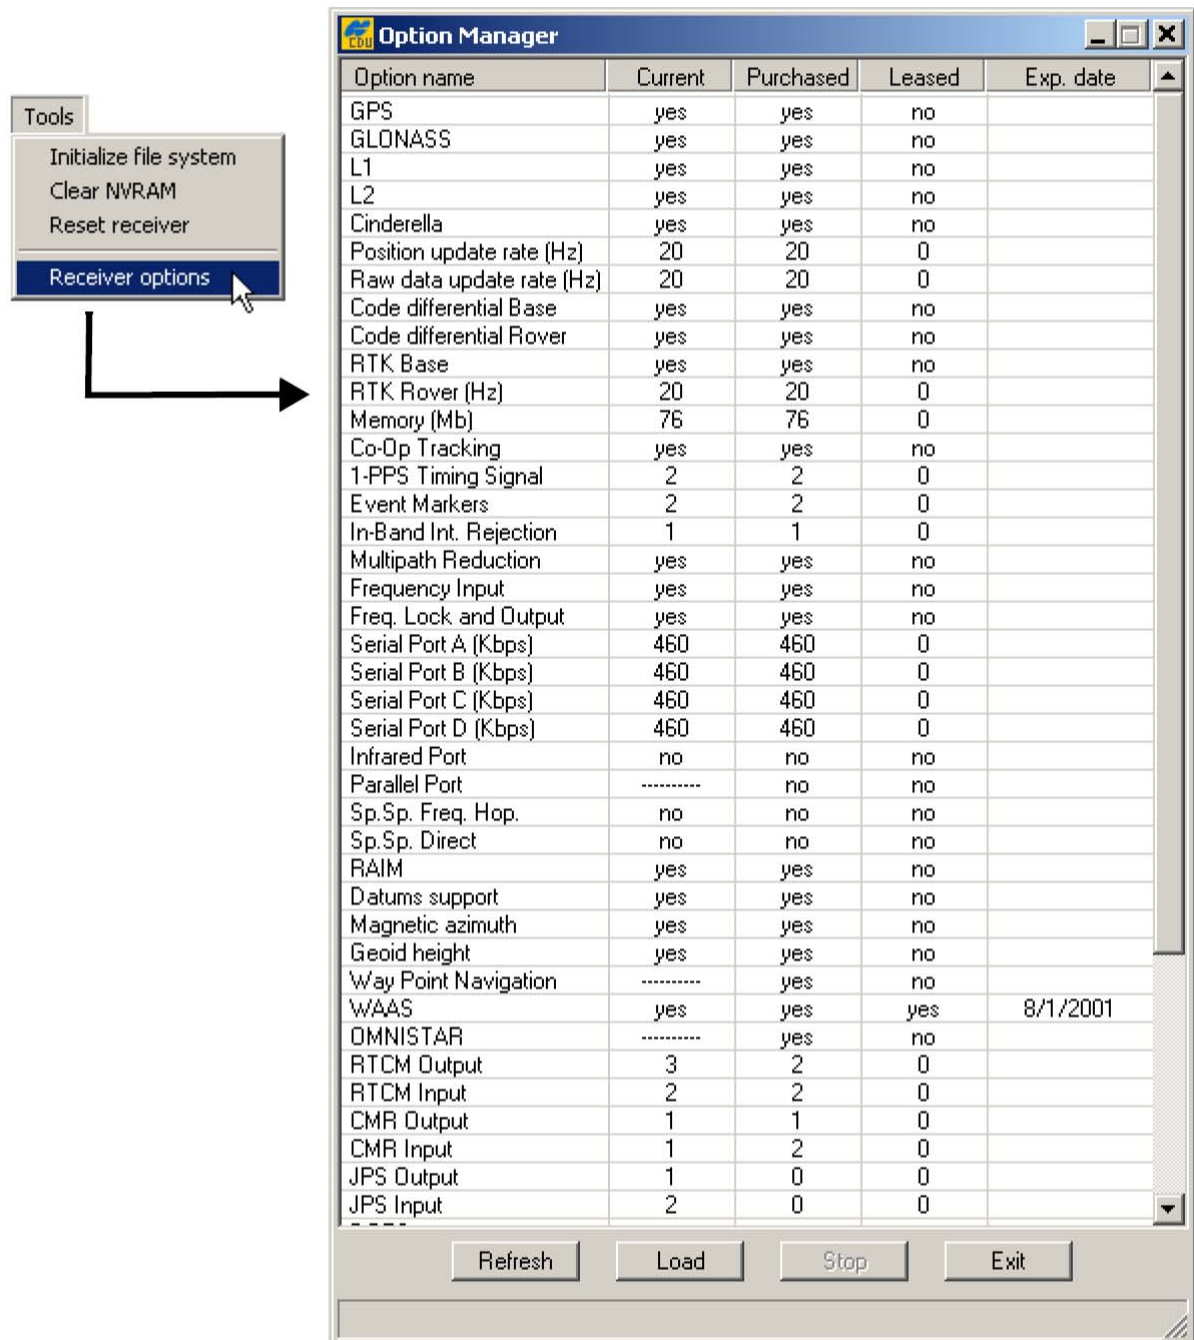 Tools
Initialize file system
Clear NVRAM
Reset receiver
Receiver options
CDU Option Manager
Option name Current Purchased Leased Exp. date
GPS yes yes no
GLONASS yes yes no
L1 yes yes no
L2 yes yes no
Cinderella yes yes no
Position update rate (Hz) 20 20 0
Raw data update rate (Hz) 20 20 0
Code differential Base yes yes no
Code differential Rover yes yes no
RTK Base yes yes no
RTK Rover (Hz) 20 20 0
Memory (Mb) 76 76 0
Co-Op Tracking yes yes no
1-PPS Timing Signal 2 2 0
Event Markers 2 2 0
In-Band Int. Rejection 1 1 0
Multipath Reduction yes yes no
Frequency Input yes yes no
Freq. Lock and Output yes yes no
Serial Port A (Kbps) 460 460 0
Serial Port B (Kbps) 460 460 0
Serial Port C (Kbps) 460 460 0
Serial Port D (Kbps) 460 460 0
Infrared Port no no no
Parallel Port ---------- no no
Sp.Sp. Freq. Hop. no no no
Sp.Sp. Direct no no no
RAIM yes yes no
Datums support yes yes no
Magnetic azimuth yes yes no
Geoid height yes yes no
Way Point Navigation ---------- yes no
WAAS yes yes yes 8/1/2001
OMNISTAR ---------- yes no
RTCM Output 3 2 0
RTCM Input 2 2 0
CMR Output 1 1 0
CMR Input 1 2 0
JPS Output 1 0 0
JPS Input 2 0 0
Refresh Load Stop Exit